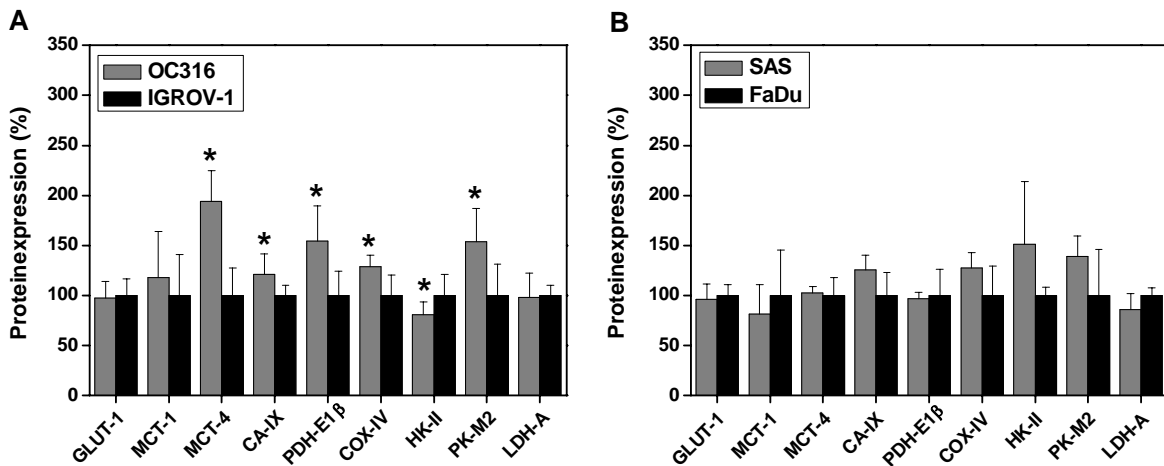 A
Proteinexpression (%)
350
300
250
200
150
100
50
0
OC316
IGROV-1
*
*
*
*
*
*
GLUT-1
MCT-1
MCT-4
CA-IX
PDH-E1β
COX-IV
HK-II
PK-M2
LDH-A
B
Proteinexpression (%)
350
300
250
200
150
100
50
0
SAS
FaDu
GLUT-1
MCT-1
MCT-4
CA-IX
PDH-E1β
COX-IV
HK-II
PK-M2
LDH-A